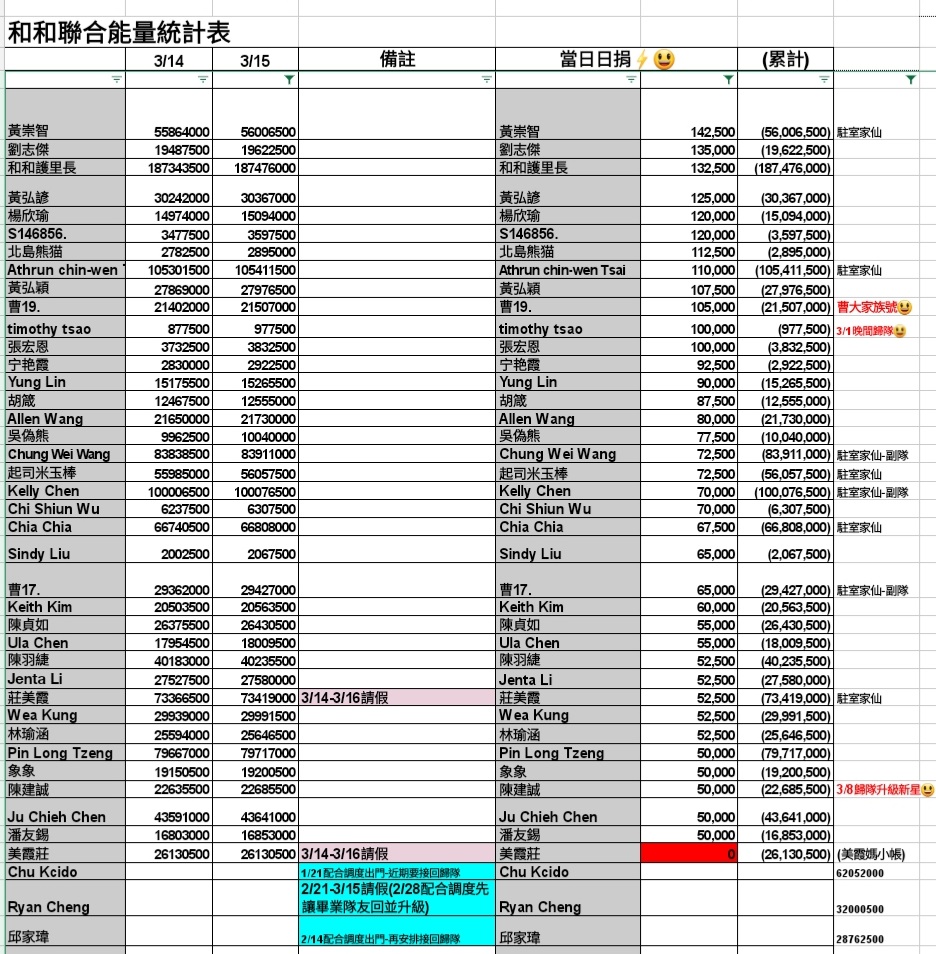 和和聯合能量統計表
3/14 3/15 備註 當日日捐⚡😃 (累計)
黃崇智 55864000 56006500 黃崇智 142,500 (56,006,500) 駐室家仙
劉志傑 19487500 19622500 劉志傑 135,000 (19,622,500)
和和護里長 187343500 187476000 和和護里長 132,500 (187,476,000)
黃弘諺 30242000 30367000 黃弘諺 125,000 (30,367,000)
楊欣瑜 14974000 15094000 楊欣瑜 120,000 (15,094,000)
S146856. 3477500 3597500 S146856. 120,000 (3,597,500)
北島熊猫 2782500 2895000 北島熊猫 112,500 (2,895,000)
Athrun chin-wen 105301500 105411500 Athrun chin-wen Tsai 110,000 (105,411,500) 駐室家仙
黃弘穎 27869000 27976500 黃弘穎 107,500 (27,976,500)
曹19. 21402000 21507000 曹19. 105,000 (21,507,000) 曹大家族號😃
timothy tsao 877500 977500 timothy tsao 100,000 (977,500) 3/1晚間歸隊😃
張宏恩 3732500 3832500 張宏恩 100,000 (3,832,500)
宁艳霞 2830000 2922500 宁艳霞 92,500 (2,922,500)
Yung Lin 15175500 15265500 Yung Lin 90,000 (15,265,500)
胡箴 12467500 12555000 胡箴 87,500 (12,555,000)
Allen Wang 21650000 21730000 Allen Wang 80,000 (21,730,000)
吳偽熊 9962500 10040000 吳偽熊 77,500 (10,040,000)
Chung Wei Wang 83838500 83911000 Chung Wei Wang 72,500 (83,911,000) 駐室家仙-副隊
起司米玉棒 55985000 56057500 起司米玉棒 72,500 (56,057,500) 駐室家仙
Kelly Chen 100006500 100076500 Kelly Chen 70,000 (100,076,500) 駐室家仙-副隊
Chi Shiun Wu 6237500 6307500 Chi Shiun Wu 70,000 (6,307,500)
Chia Chia 66740500 66808000 Chia Chia 67,500 (66,808,000) 駐室家仙
Sindy Liu 2002500 2067500 Sindy Liu 65,000 (2,067,500)
曹17. 29362000 29427000 曹17. 65,000 (29,427,000) 駐室家仙-副隊
Keith Kim 20503500 20563500 Keith Kim 60,000 (20,563,500)
陳貞如 26375500 26430500 陳貞如 55,000 (26,430,500)
Ula Chen 17954500 18009500 Ula Chen 55,000 (18,009,500)
陳羽緁 40183000 40235500 陳羽緁 52,500 (40,235,500)
Jenta Li 27527500 27580000 Jenta Li 52,500 (27,580,000)
莊美霞 73366500 73419000 3/14-3/16請假 莊美霞 52,500 (73,419,000) 駐室家仙
Wea Kung 29939000 29991500 Wea Kung 52,500 (29,991,500)
林瑜涵 25594000 25646500 林瑜涵 52,500 (25,646,500)
Pin Long Tzeng 79667000 79717000 Pin Long Tzeng 50,000 (79,717,000)
象象 19150500 19200500 象象 50,000 (19,200,500)
陳建誠 22635500 22685500 陳建誠 50,000 (22,685,500) 3/8歸隊升級新星😃
Ju Chieh Chen 43591000 43641000 Ju Chieh Chen 50,000 (43,641,000)
潘友錫 16803000 16853000 潘友錫 50,000 (16,853,000)
美霞莊 26130500 26130500 3/14-3/16請假 美霞莊 0 (26,130,500) (美霞媽小帳)
Chu Kcido 1/21配合調度出門-近期要接回歸隊 Chu Kcido 62052000
2/21-3/15請假(2/28配合調度先
Ryan Cheng 讓畢業隊友回並升級) Ryan Cheng 32000500
邱家瑋 2/14配合調度出門-再安排接回歸隊 邱家瑋 28762500